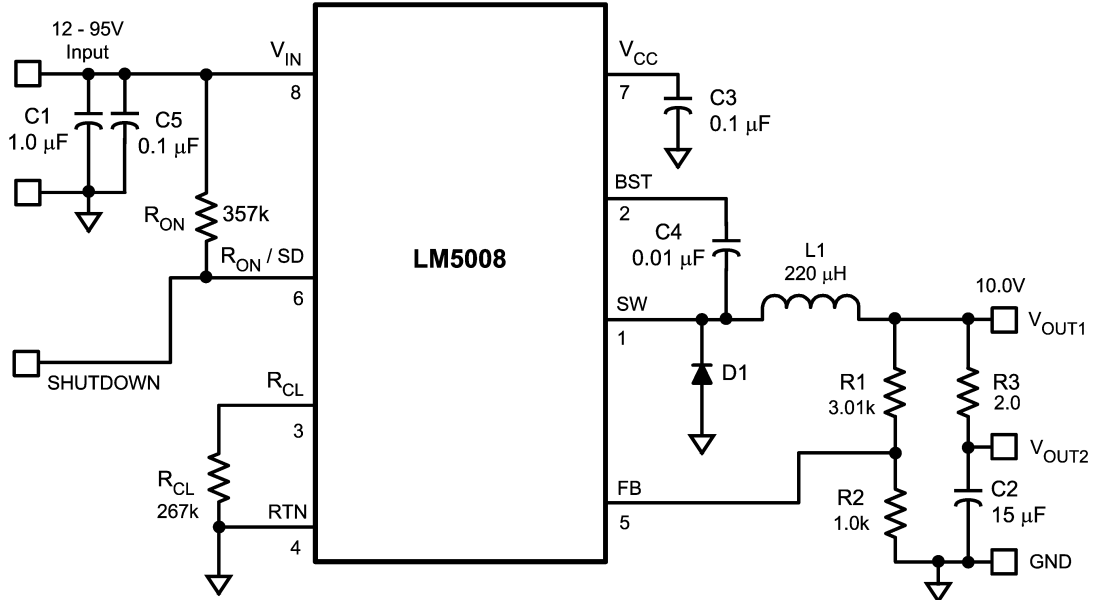 12 - 95V
Input
C1
1.0 μF
C5
0.1 μF
V_IN
8
R_ON
357k
R_ON / SD
6
SHUTDOWN
R_CL
3
R_CL
267k
RTN
4
LM5008
V_CC
7
C3
0.1 μF
BST
2
C4
0.01 μF
L1
220 μH
SW
1
D1
10.0V
V_OUT1
R1
3.01k
R3
2.0
V_OUT2
FB
5
R2
1.0k
C2
15 μF
GND